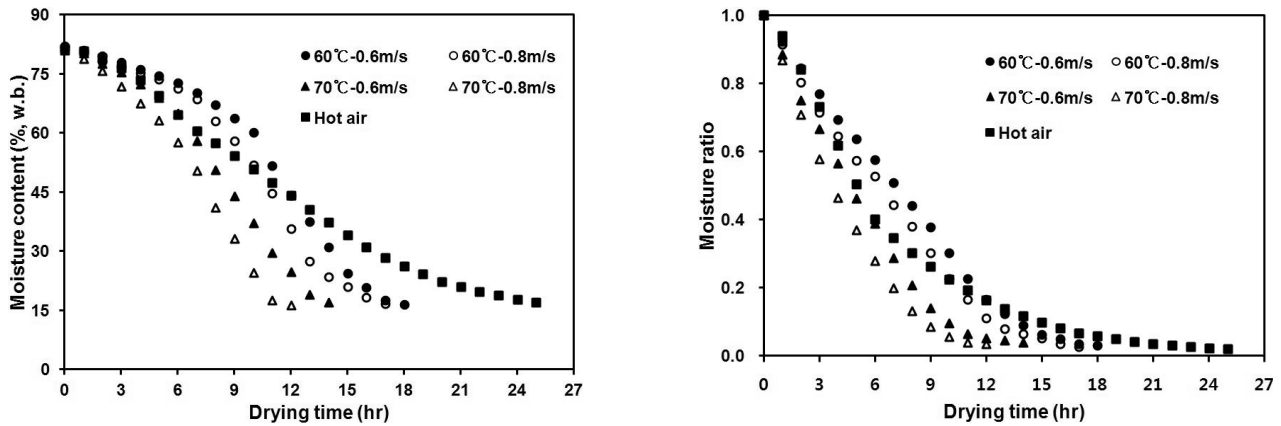 90
75
60
45
30
15
0
Moisture content (%, w.b.)
60℃-0.6m/s
60℃-0.8m/s
70℃-0.6m/s
70℃-0.8m/s
Hot air
0 3 6 9 12 15 18 21 24 27
Drying time (hr)
1.0
0.8
0.6
0.4
0.2
0.0
Moisture ratio
60℃-0.6m/s
60℃-0.8m/s
70℃-0.6m/s
70℃-0.8m/s
Hot air
0 3 6 9 12 15 18 21 24 27
Drying time (hr)